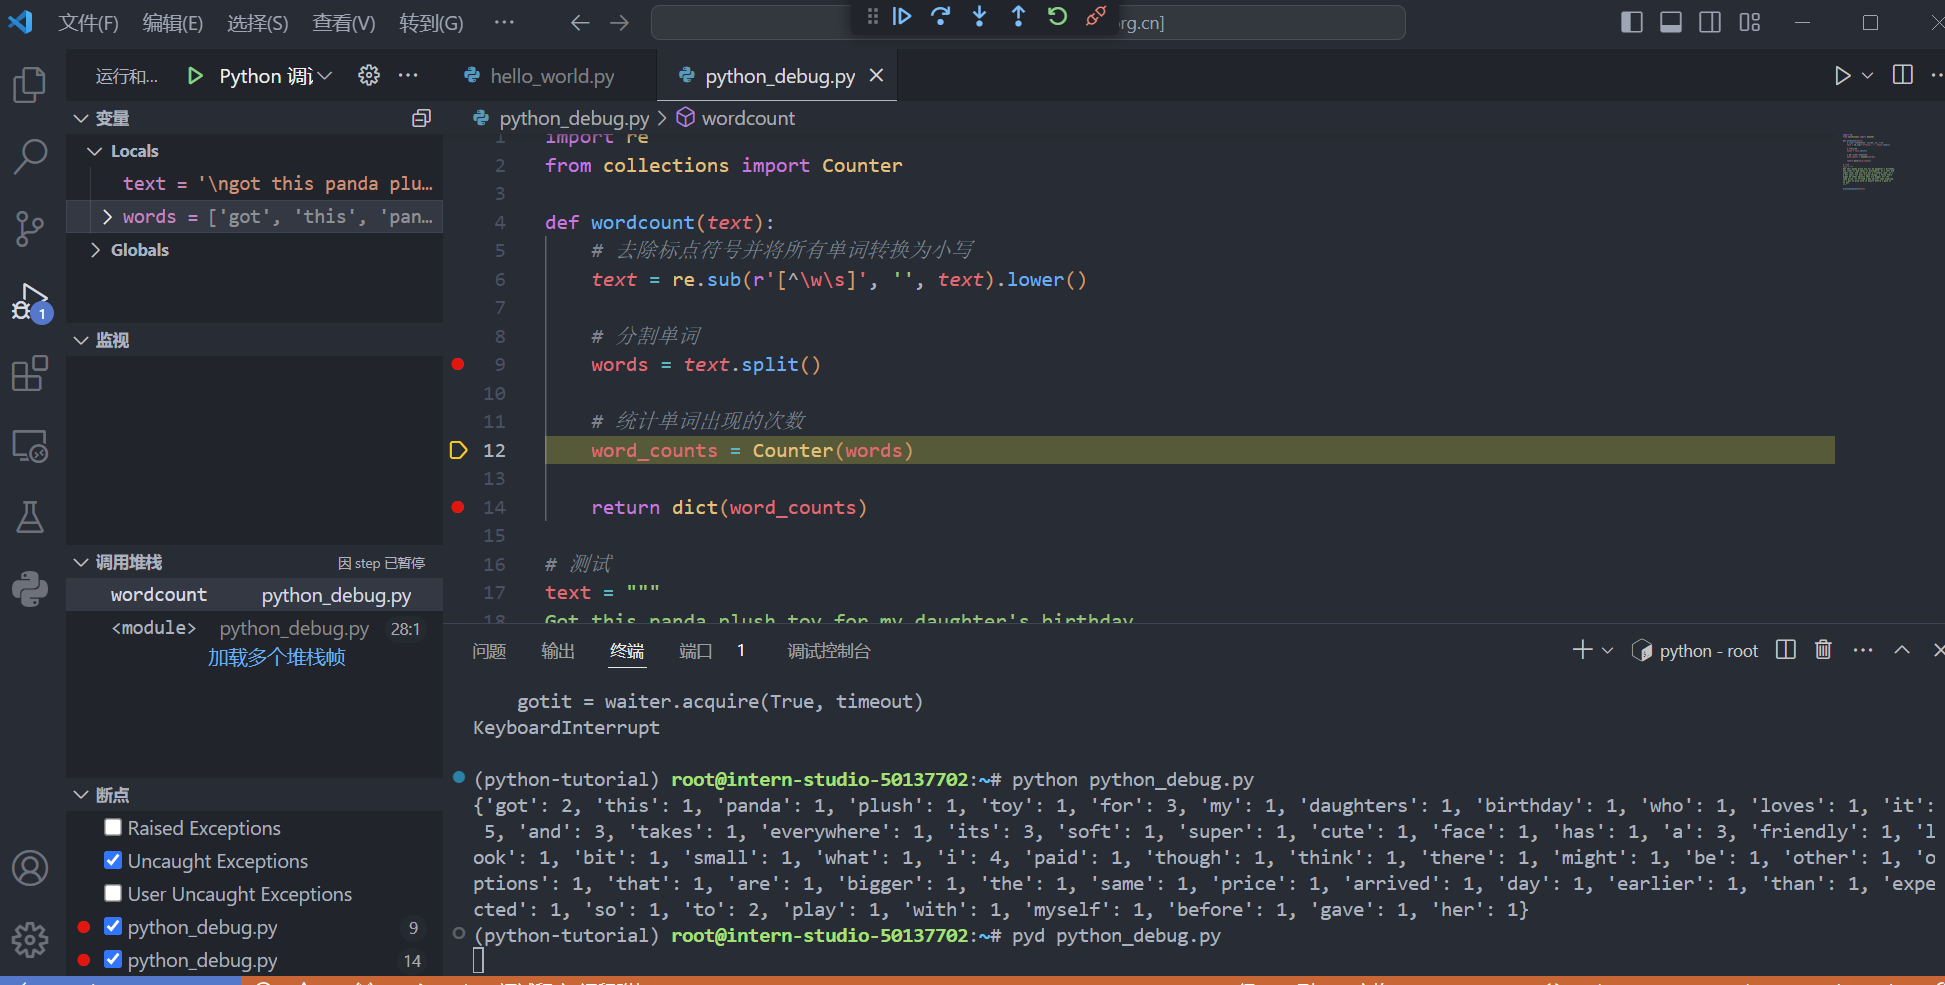 文件(F) 编辑(E) 选择(S) 查看(V) 转到(G) ··· org.cn]
运行和... Python 调试 ···
hello_world.py python_debug.py
变量
Locals
text = '\ngot this panda plu...
words = ['got', 'this', 'pan...
Globals
监视
调用堆栈 因 step 已暂停
wordcount python_debug.py
<module> python_debug.py 28:1
加载多个堆栈帧
断点
Raised Exceptions
Uncaught Exceptions
User Uncaught Exceptions
python_debug.py 9
python_debug.py 14
1
python_debug.py > wordcount
1 import re
2 from collections import Counter
3
4 def wordcount(text):
5 # 去除标点符号并将所有单词转换为小写
6 text = re.sub(r'[^\w\s]', '', text).lower()
7
8 # 分割单词
9 words = text.split()
10
11 # 统计单词出现的次数
12 word_counts = Counter(words)
13
14 return dict(word_counts)
15
16 # 测试
17 text = """
18 Got this panda plush toy for my daughter's birthday,
问题 输出 终端 端口 1 调试控制台 python - root ···
gotit = waiter.acquire(True, timeout)
KeyboardInterrupt
(python-tutorial) root@intern-studio-50137702:~# python python_debug.py
{'got': 2, 'this': 1, 'panda': 1, 'plush': 1, 'toy': 1, 'for': 3, 'my': 1, 'daughters': 1, 'birthday': 1, 'who': 1, 'loves': 1, 'it':
5, 'and': 3, 'takes': 1, 'everywhere': 1, 'its': 3, 'soft': 1, 'super': 1, 'cute': 1, 'face': 1, 'has': 1, 'a': 3, 'friendly': 1, 'l
ook': 1, 'bit': 1, 'small': 1, 'what': 1, 'i': 4, 'paid': 1, 'though': 1, 'think': 1, 'there': 1, 'might': 1, 'be': 1, 'other': 1, 'o
ptions': 1, 'that': 1, 'are': 1, 'bigger': 1, 'the': 1, 'same': 1, 'price': 1, 'arrived': 1, 'day': 1, 'earlier': 1, 'than': 1, 'expe
cted': 1, 'so': 1, 'to': 2, 'play': 1, 'with': 1, 'myself': 1, 'before': 1, 'gave': 1, 'her': 1}
(python-tutorial) root@intern-studio-50137702:~# pyd python_debug.py